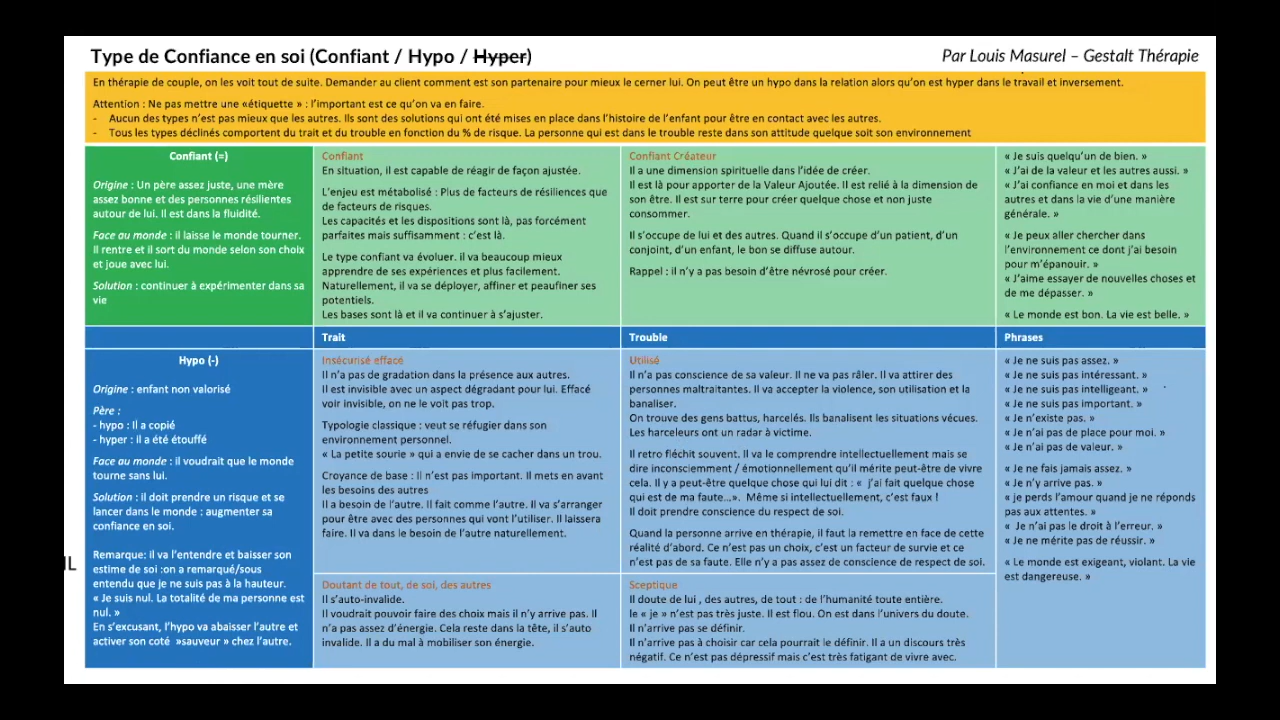 Type de Confiance en soi (Confiant / Hypo / Hyper)
Par Louis Masurel – Gestalt Thérapie
En thérapie de couple, on les voit tout de suite. Demander au client comment est son partenaire pour mieux le cerner lui. On peut être un hypo dans la relation alors qu'on est hyper dans le travail et inversement.
Attention : Ne pas mettre une «étiquette » : l'important est ce qu'on va en faire.
- Aucun des types n'est pas mieux que les autres. Ils sont des solutions qui ont été mises en place dans l'histoire de l'enfant pour être en contact avec les autres.
- Tous les types déclinés comportent du trait et du trouble en fonction du % de risque. La personne qui est dans le trouble reste dans son attitude quelque soit son environnement
Confiant (=)
Origine : Un père assez juste, une mère
assez bonne et des personnes résilientes
autour de lui. Il est dans la fluidité.
Face au monde : il laisse le monde tourner.
Il rentre et il sort du monde selon son choix
et joue avec lui.
Solution : continuer à expérimenter dans sa
vie
Confiant
En situation, il est capable de réagir de façon ajustée.
L'enjeu est métabolisé : Plus de facteurs de résiliences que
de facteurs de risques.
Les capacités et les dispositions sont là, pas forcément
parfaites mais suffisamment : c'est là.
Le type confiant va évoluer. il va beaucoup mieux
apprendre de ses expériences et plus facilement.
Naturellement, il va se déployer, affiner et peaufiner ses
potentiels.
Les bases sont là et il va continuer à s'ajuster.
Confiant Créateur
Il a une dimension spirituelle dans l'idée de créer.
Il est là pour apporter de la Valeur Ajoutée. Il est relié à la dimension de
son être. Il est sur terre pour créer quelque chose et non juste
consommer.
Il s'occupe de lui et des autres. Quand il s'occupe d'un patient, d'un
conjoint, d'un enfant, le bon se diffuse autour.
Rappel : il n'y a pas besoin d'être névrosé pour créer.
« Je suis quelqu'un de bien. »
« J'ai de la valeur et les autres aussi. »
« J'ai confiance en moi et dans les
autres et dans la vie d'une manière
générale. »
« Je peux aller chercher dans
l'environnement ce dont j'ai besoin
pour m'épanouir. »
« J'aime essayer de nouvelles choses et
de me dépasser. »
« Le monde est bon. La vie est belle. »
Trait
Trouble
Phrases
Hypo (-)
Origine : enfant non valorisé
Père :
- hypo : Il a copié
- hyper : il a été étouffé
Face au monde : il voudrait que le monde
tourne sans lui.
Solution : il doit prendre un risque et se
lancer dans le monde : augmenter sa
confiance en soi.
Remarque: il va l'entendre et baisser son
estime de soi :on a remarqué/sous
entendu que je ne suis pas à la hauteur.
« Je suis nul. La totalité de ma personne est
nul. »
En s'excusant, l'hypo va abaisser l'autre et
activer son coté »sauveur » chez l'autre.
Insécurisé effacé
Il n'a pas de gradation dans la présence aux autres.
Il est invisible avec un aspect dégradant pour lui. Effacé
voir invisible, on ne le voit pas trop.
Typologie classique : veut se réfugier dans son
environnement personnel.
« La petite sourie » qui a envie de se cacher dans un trou.
Croyance de base : Il n'est pas important. Il mets en avant
les besoins des autres
Il a besoin de l'autre. Il fait comme l'autre. Il va s'arranger
pour être avec des personnes qui vont l'utiliser. Il laissera
faire. Il va dans le besoin de l'autre naturellement.
Utilisé
Il n'a pas conscience de sa valeur. Il ne va pas râler. Il va attirer des
personnes maltraitantes. Il va accepter la violence, son utilisation et la
banaliser.
On trouve des gens battus, harcelés. Ils banalisent les situations vécues.
Les harceleurs ont un radar à victime.
Il retro fléchit souvent. Il va le comprendre intellectuellement mais se
dire inconsciemment / émotionnellement qu'il mérite peut-être de vivre
cela. Il y a peut-être quelque chose qui lui dit : « j'ai fait quelque chose
qui est de ma faute…». Même si intellectuellement, c'est faux !
Il doit prendre conscience du respect de soi.
Quand la personne arrive en thérapie, il faut la remettre en face de cette
réalité d'abord. Ce n'est pas un choix, c'est un facteur de survie et ce
n'est pas de sa faute. Elle n'y a pas assez de conscience de respect de soi.
« Je ne suis pas assez. »
« Je ne suis pas intéressant. »
« Je ne suis pas intelligeant. »
« Je ne suis pas important. »
« Je n'existe pas. »
« Je n'ai pas de place pour moi. »
« Je n'ai pas de valeur. »
« Je ne fais jamais assez. »
« Je n'y arrive pas. »
« je perds l'amour quand je ne réponds
pas aux attentes. »
« Je n'ai pas le droit à l'erreur. »
« Je ne mérite pas de réussir. »
« Le monde est exigeant, violant. La vie
est dangereuse. »
Doutant de tout, de soi, des autres
Il s'auto-invalide.
Il voudrait pouvoir faire des choix mais il n'y arrive pas. Il
n'a pas assez d'énergie. Cela reste dans la tête, il s'auto
invalide. Il a du mal à mobiliser son énergie.
Sceptique
Il doute de lui , des autres, de tout : de l'humanité toute entière.
le « je » n'est pas très juste. Il est flou. On est dans l'univers du doute.
Il n'arrive pas se définir.
Il n'arrive pas à choisir car cela pourrait le définir. Il a un discours très
négatif. Ce n'est pas dépressif mais c'est très fatigant de vivre avec.